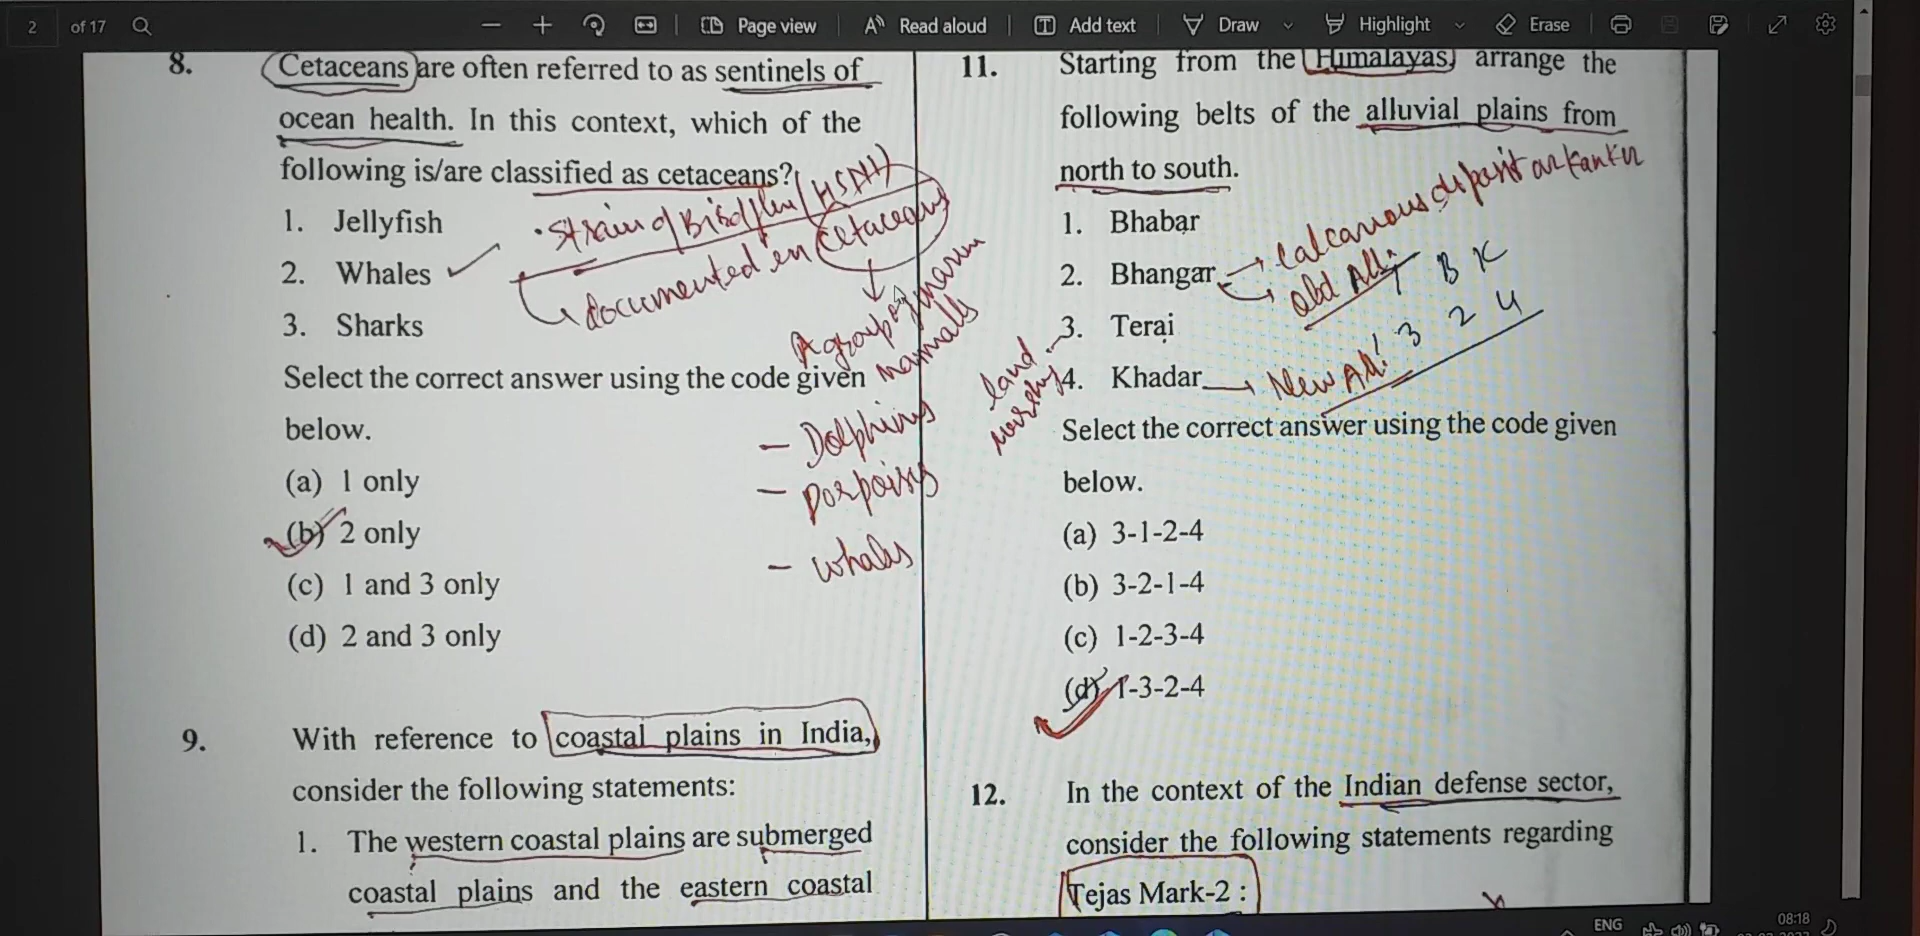 2 of 17 Page view Read aloud Add text Draw Highlight Erase
8. Cetaceans are often referred to as sentinels of
ocean health. In this context, which of the
following is/are classified as cetaceans?
1. Jellyfish
2. Whales
3. Sharks
Select the correct answer using the code given
below.
(a) 1 only
(b) 2 only
(c) 1 and 3 only
(d) 2 and 3 only
documented in Cetaceans
A group of
mammals
- Dolphins
- Porpoises
- whales
9. With reference to coastal plains in India,
consider the following statements:
1. The western coastal plains are submerged
coastal plains and the eastern coastal
11. Starting from the Himalayas, arrange the
following belts of the alluvial plains from
north to south.
1. Bhabar
2. Bhangar
3. Terai
4. Khadar
Old All:
New All:
B K
3 2 4
land
Select the correct answer using the code given
below.
(a) 3-1-2-4
(b) 3-2-1-4
(c) 1-2-3-4
(d) 1-3-2-4
12. In the context of the Indian defense sector,
consider the following statements regarding
Tejas Mark-2 :
ENG
08:18